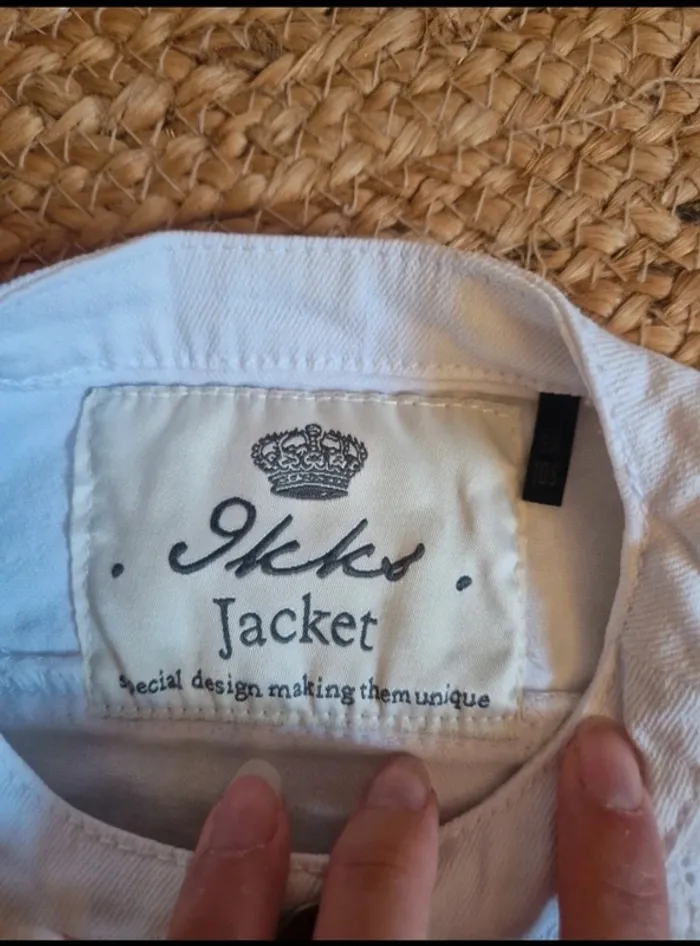 Ikks
Jacket
special design making them unique